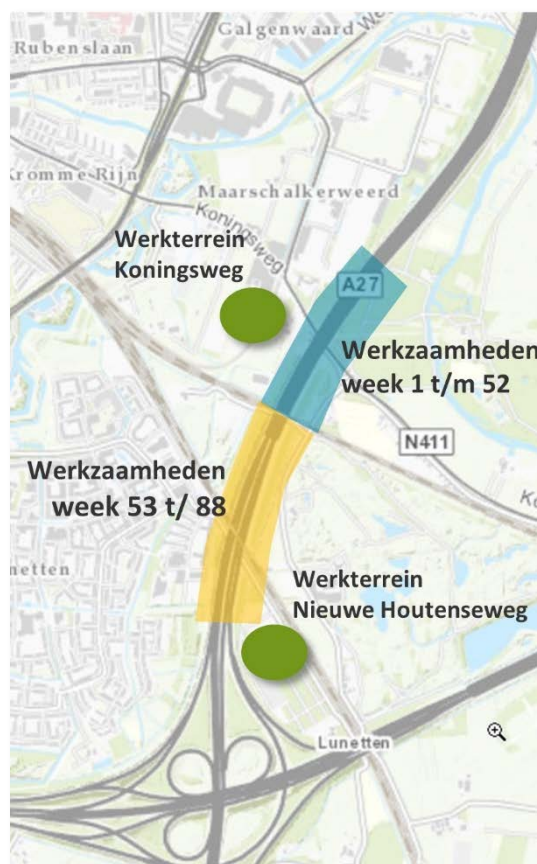 Galgenwaard
Rubenslaan
Kromme-Rijn
Maarschalkerweerd
Koningsweg
Werkterrein
Koningsweg
A27
Werkzaamheden
week 1 t/m 52
N411
Werkzaamheden
week 53 t/ 88
netten
Werkterrein
Nieuwe Houtenseweg
Lunetten